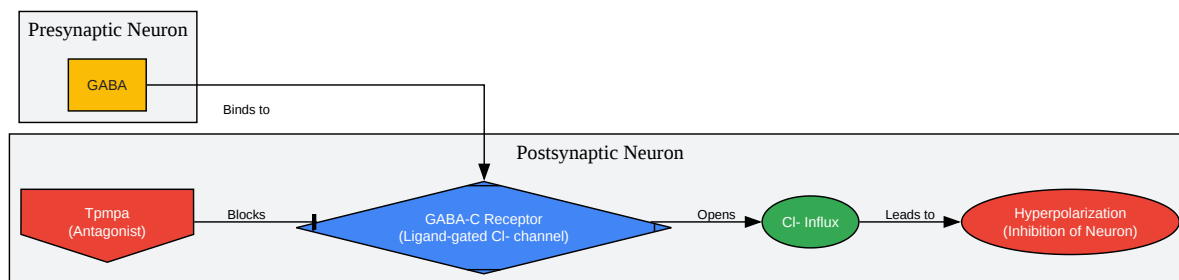 Presynaptic Neuron
GABA
Binds to
Postsynaptic Neuron
Tpmpa
(Antagonist)
Blocks
GABA-C Receptor
(Ligand-gated Cl- channel)
Opens
Cl- Influx
Leads to
Hyperpolarization
(Inhibition of Neuron)